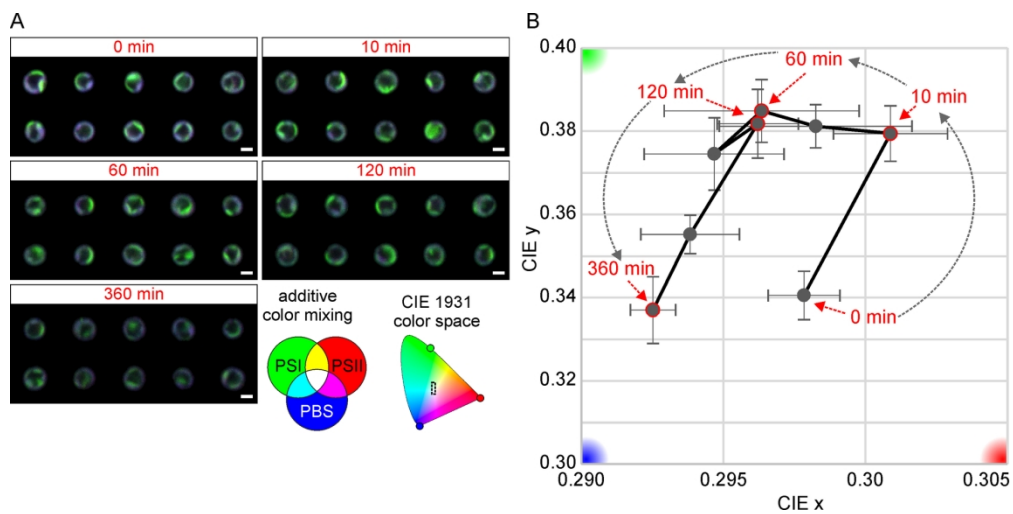 A
0 min
10 min
60 min
120 min
360 min
additive
color mixing
PSI
PSII
PBS
CIE 1931
color space
B
CIE y
0.40
0.38
0.36
0.34
0.32
0.30
60 min
120 min
10 min
360 min
0 min
0.290
0.295
0.30
0.305
CIE x